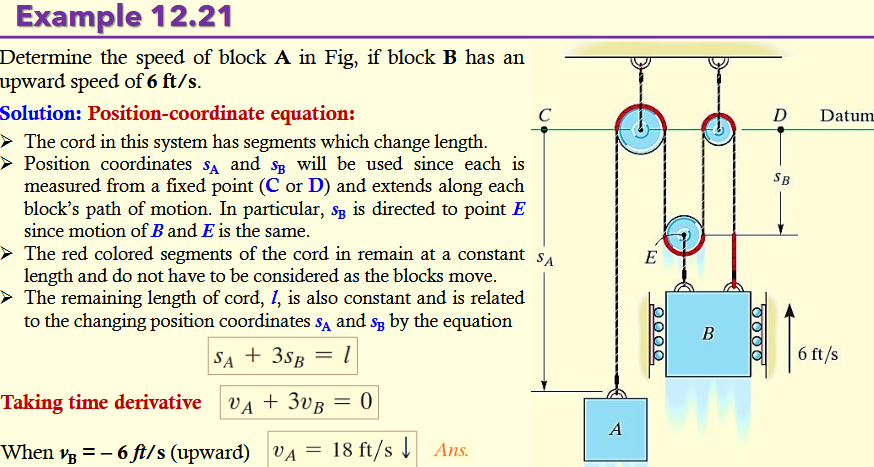 Example 12.21
Determine the speed of block A in Fig, if block B has an
upward speed of 6 ft/s.
Solution: Position-coordinate equation:
➤ The cord in this system has segments which change length.
➤ Position coordinates sA and sB will be used since each is
measured from a fixed point (C or D) and extends along each
block's path of motion. In particular, sB is directed to point E
since motion of B and E is the same.
➤ The red colored segments of the cord in remain at a constant
length and do not have to be considered as the blocks move.
➤ The remaining length of cord, l, is also constant and is related
to the changing position coordinates sA and sB by the equation
sA + 3sB = l
Taking time derivative vA + 3vB = 0
When vB = – 6 ft/s (upward) vA = 18 ft/s ↓ Ans.
C
D Datum
sB
sA
E
B
6 ft/s
A